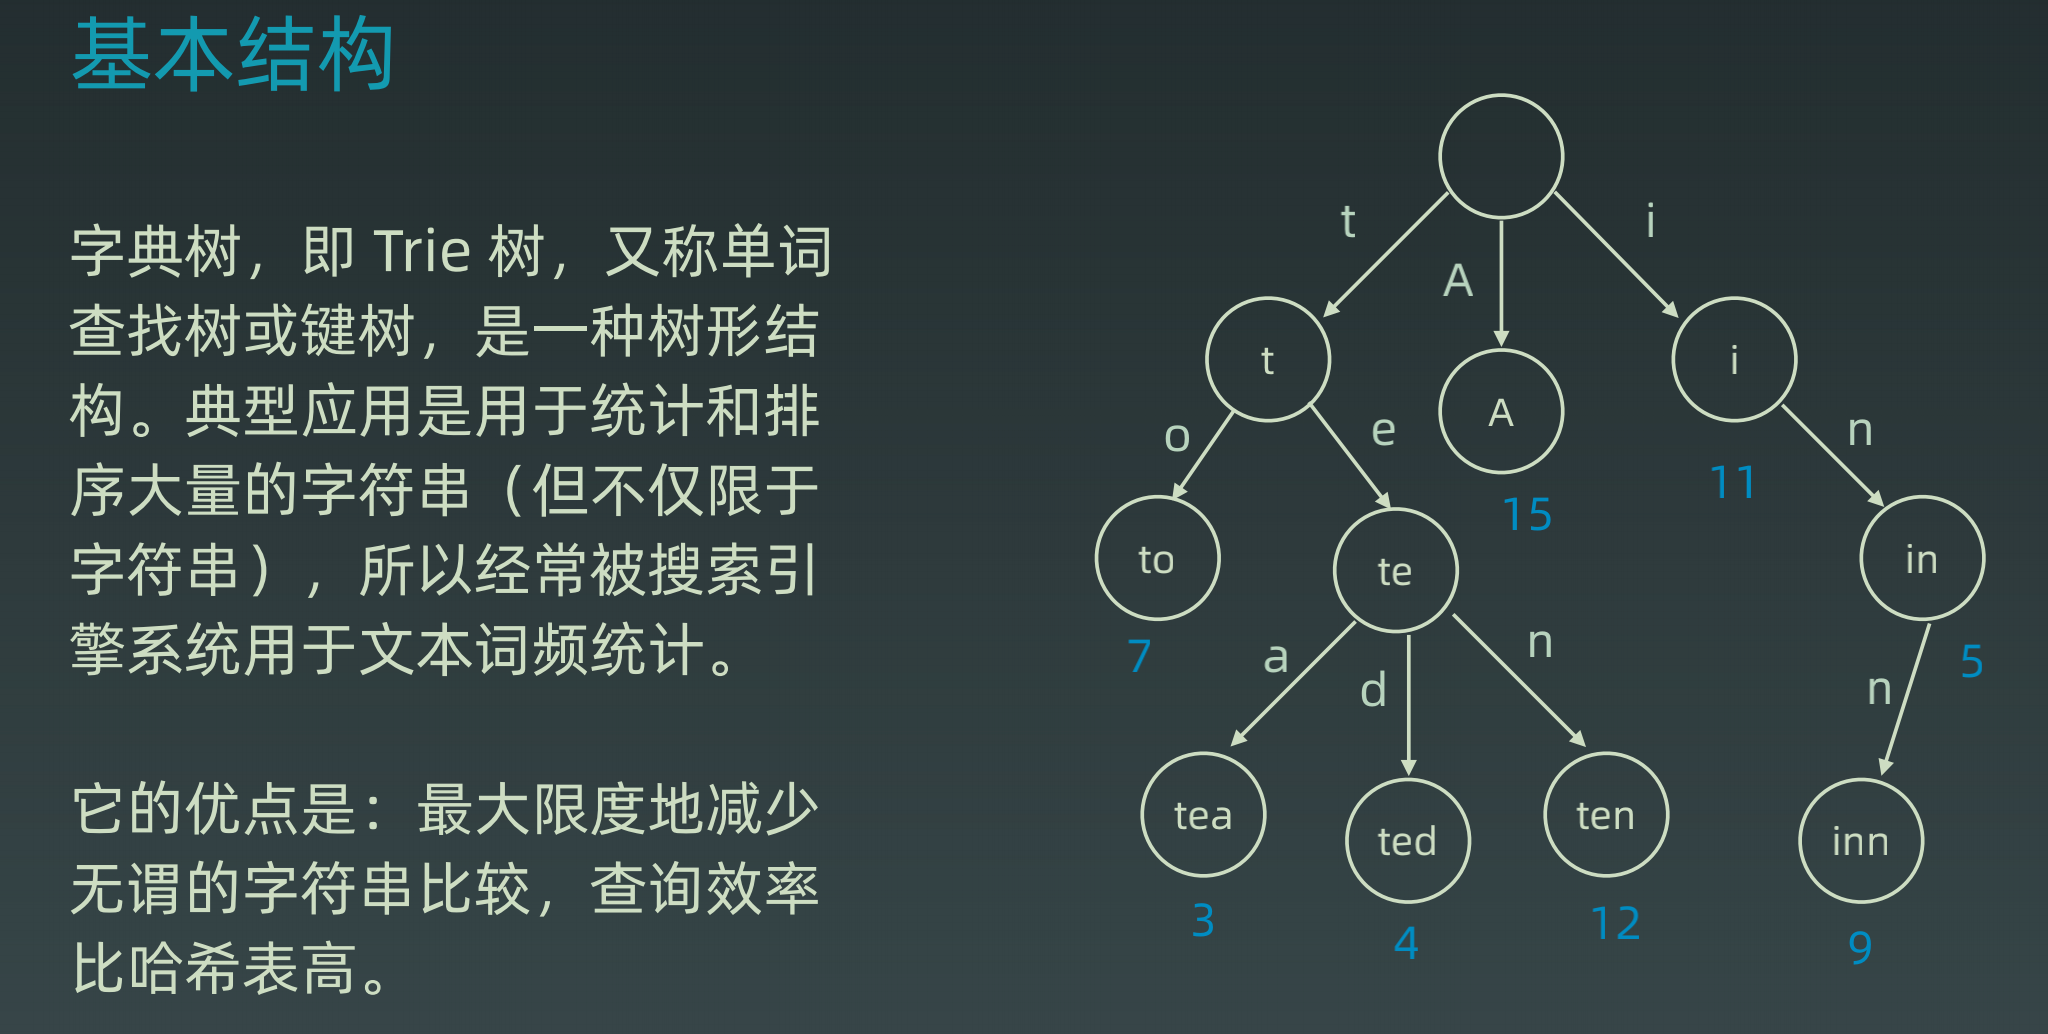 基本结构
字典树，即 Trie 树，又称单词
查找树或键树，是一种树形结
构。典型应用是用于统计和排
序大量的字符串（但不仅限于
字符串），所以经常被搜索引
擎系统用于文本词频统计。
它的优点是：最大限度地减少
无谓的字符串比较，查询效率
比哈希表高。
t
i
A
t
A
i
o
e
n
11
15
to
te
in
7
5
a
d
n
n
tea
ted
ten
inn
3
4
12
9